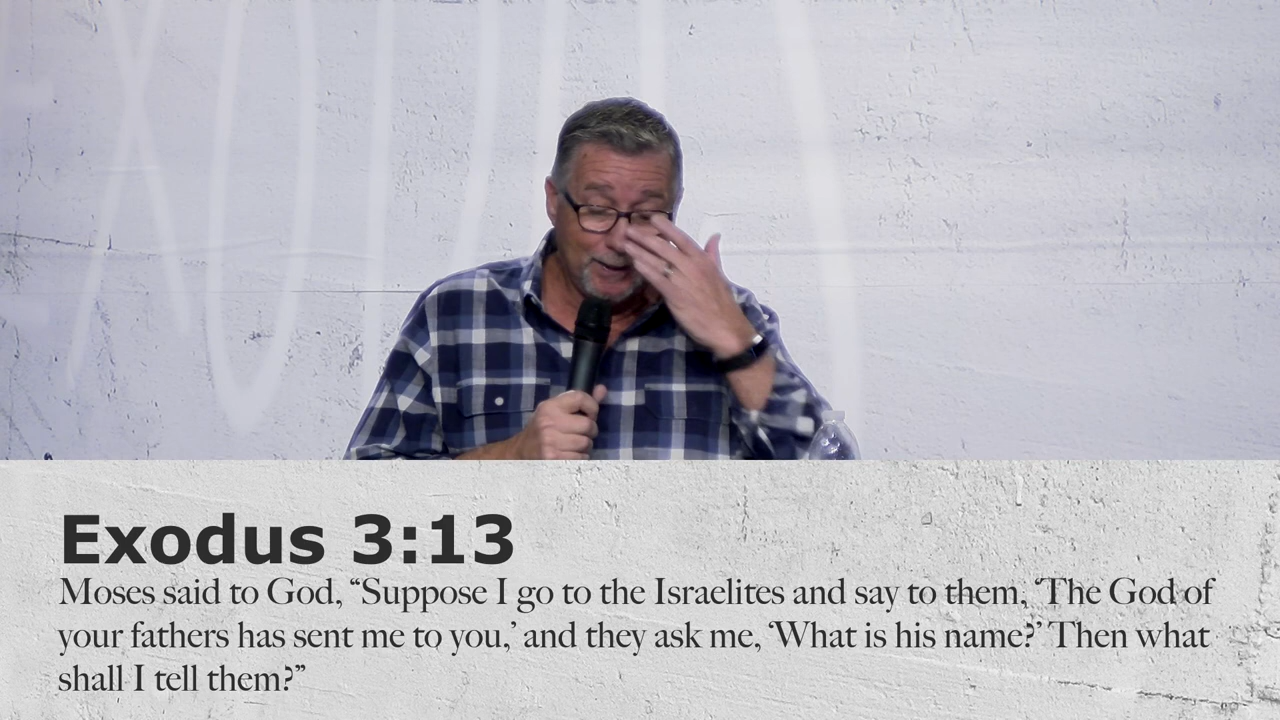 EXODUS
Exodus 3:13
Moses said to God, “Suppose I go to the Israelites and say to them, ‘The God of
your fathers has sent me to you,’ and they ask me, ‘What is his name?’ Then what
shall I tell them?”